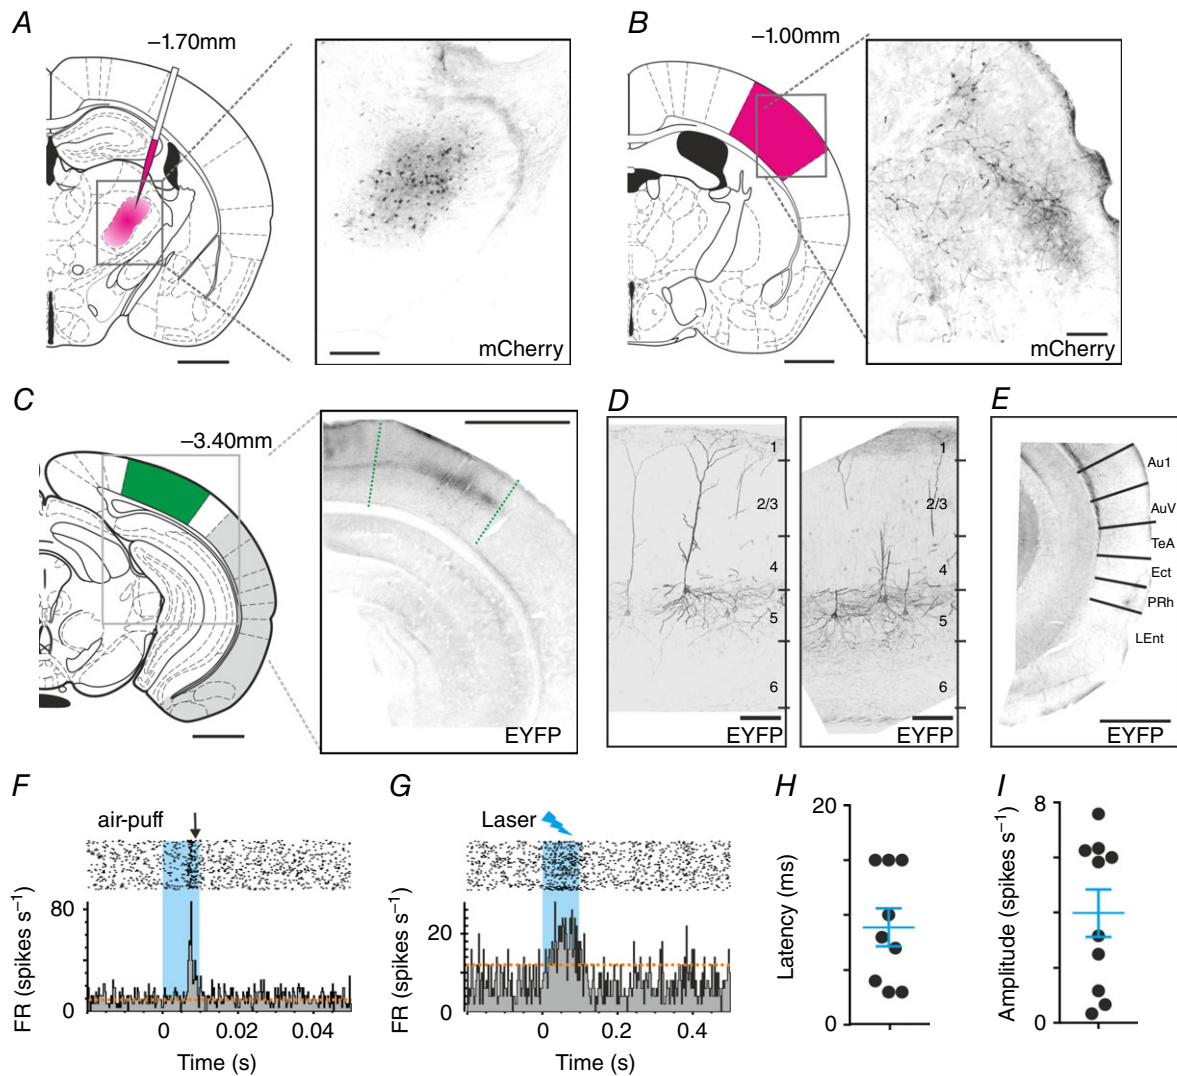 A
−1.70mm
mCherry
B
−1.00mm
mCherry
C
−3.40mm
EYFP
D
1
2/3
4
5
6
EYFP
1
2/3
4
5
6
EYFP
E
Au1
AuV
TeA
Ect
PRh
LEnt
EYFP
F
air-puff
FR (spikes s⁻¹)
80
0
0 0.02 0.04
Time (s)
G
Laser
FR (spikes s⁻¹)
20
0
0 0.2 0.4
Time (s)
H
Latency (ms)
20
0
I
Amplitude (spikes s⁻¹)
8
0